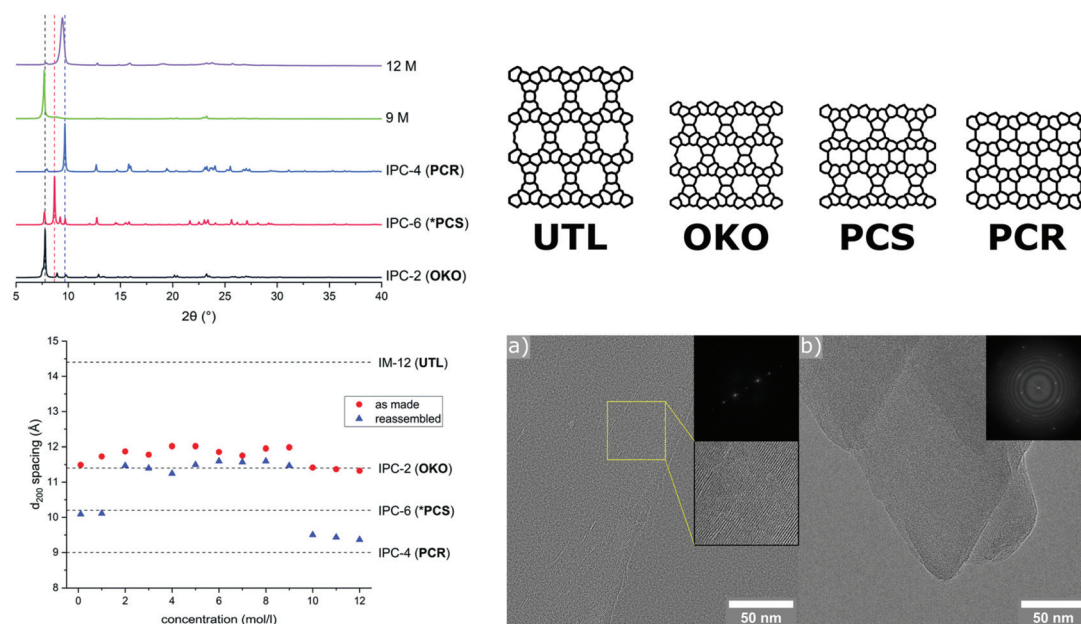 12 M
9 M
IPC-4 (PCR)
IPC-6 (*PCS)
IPC-2 (OKO)
5 10 15 20 25 30 35 40
2θ (°)
UTL OKO PCS PCR
15
14
13
12
11
10
9
8
d200 spacing (Å)
IM-12 (UTL)
as made
reassembled
IPC-2 (OKO)
IPC-6 (*PCS)
IPC-4 (PCR)
0 2 4 6 8 10 12
concentration (mol/l)
a)
50 nm
b)
50 nm